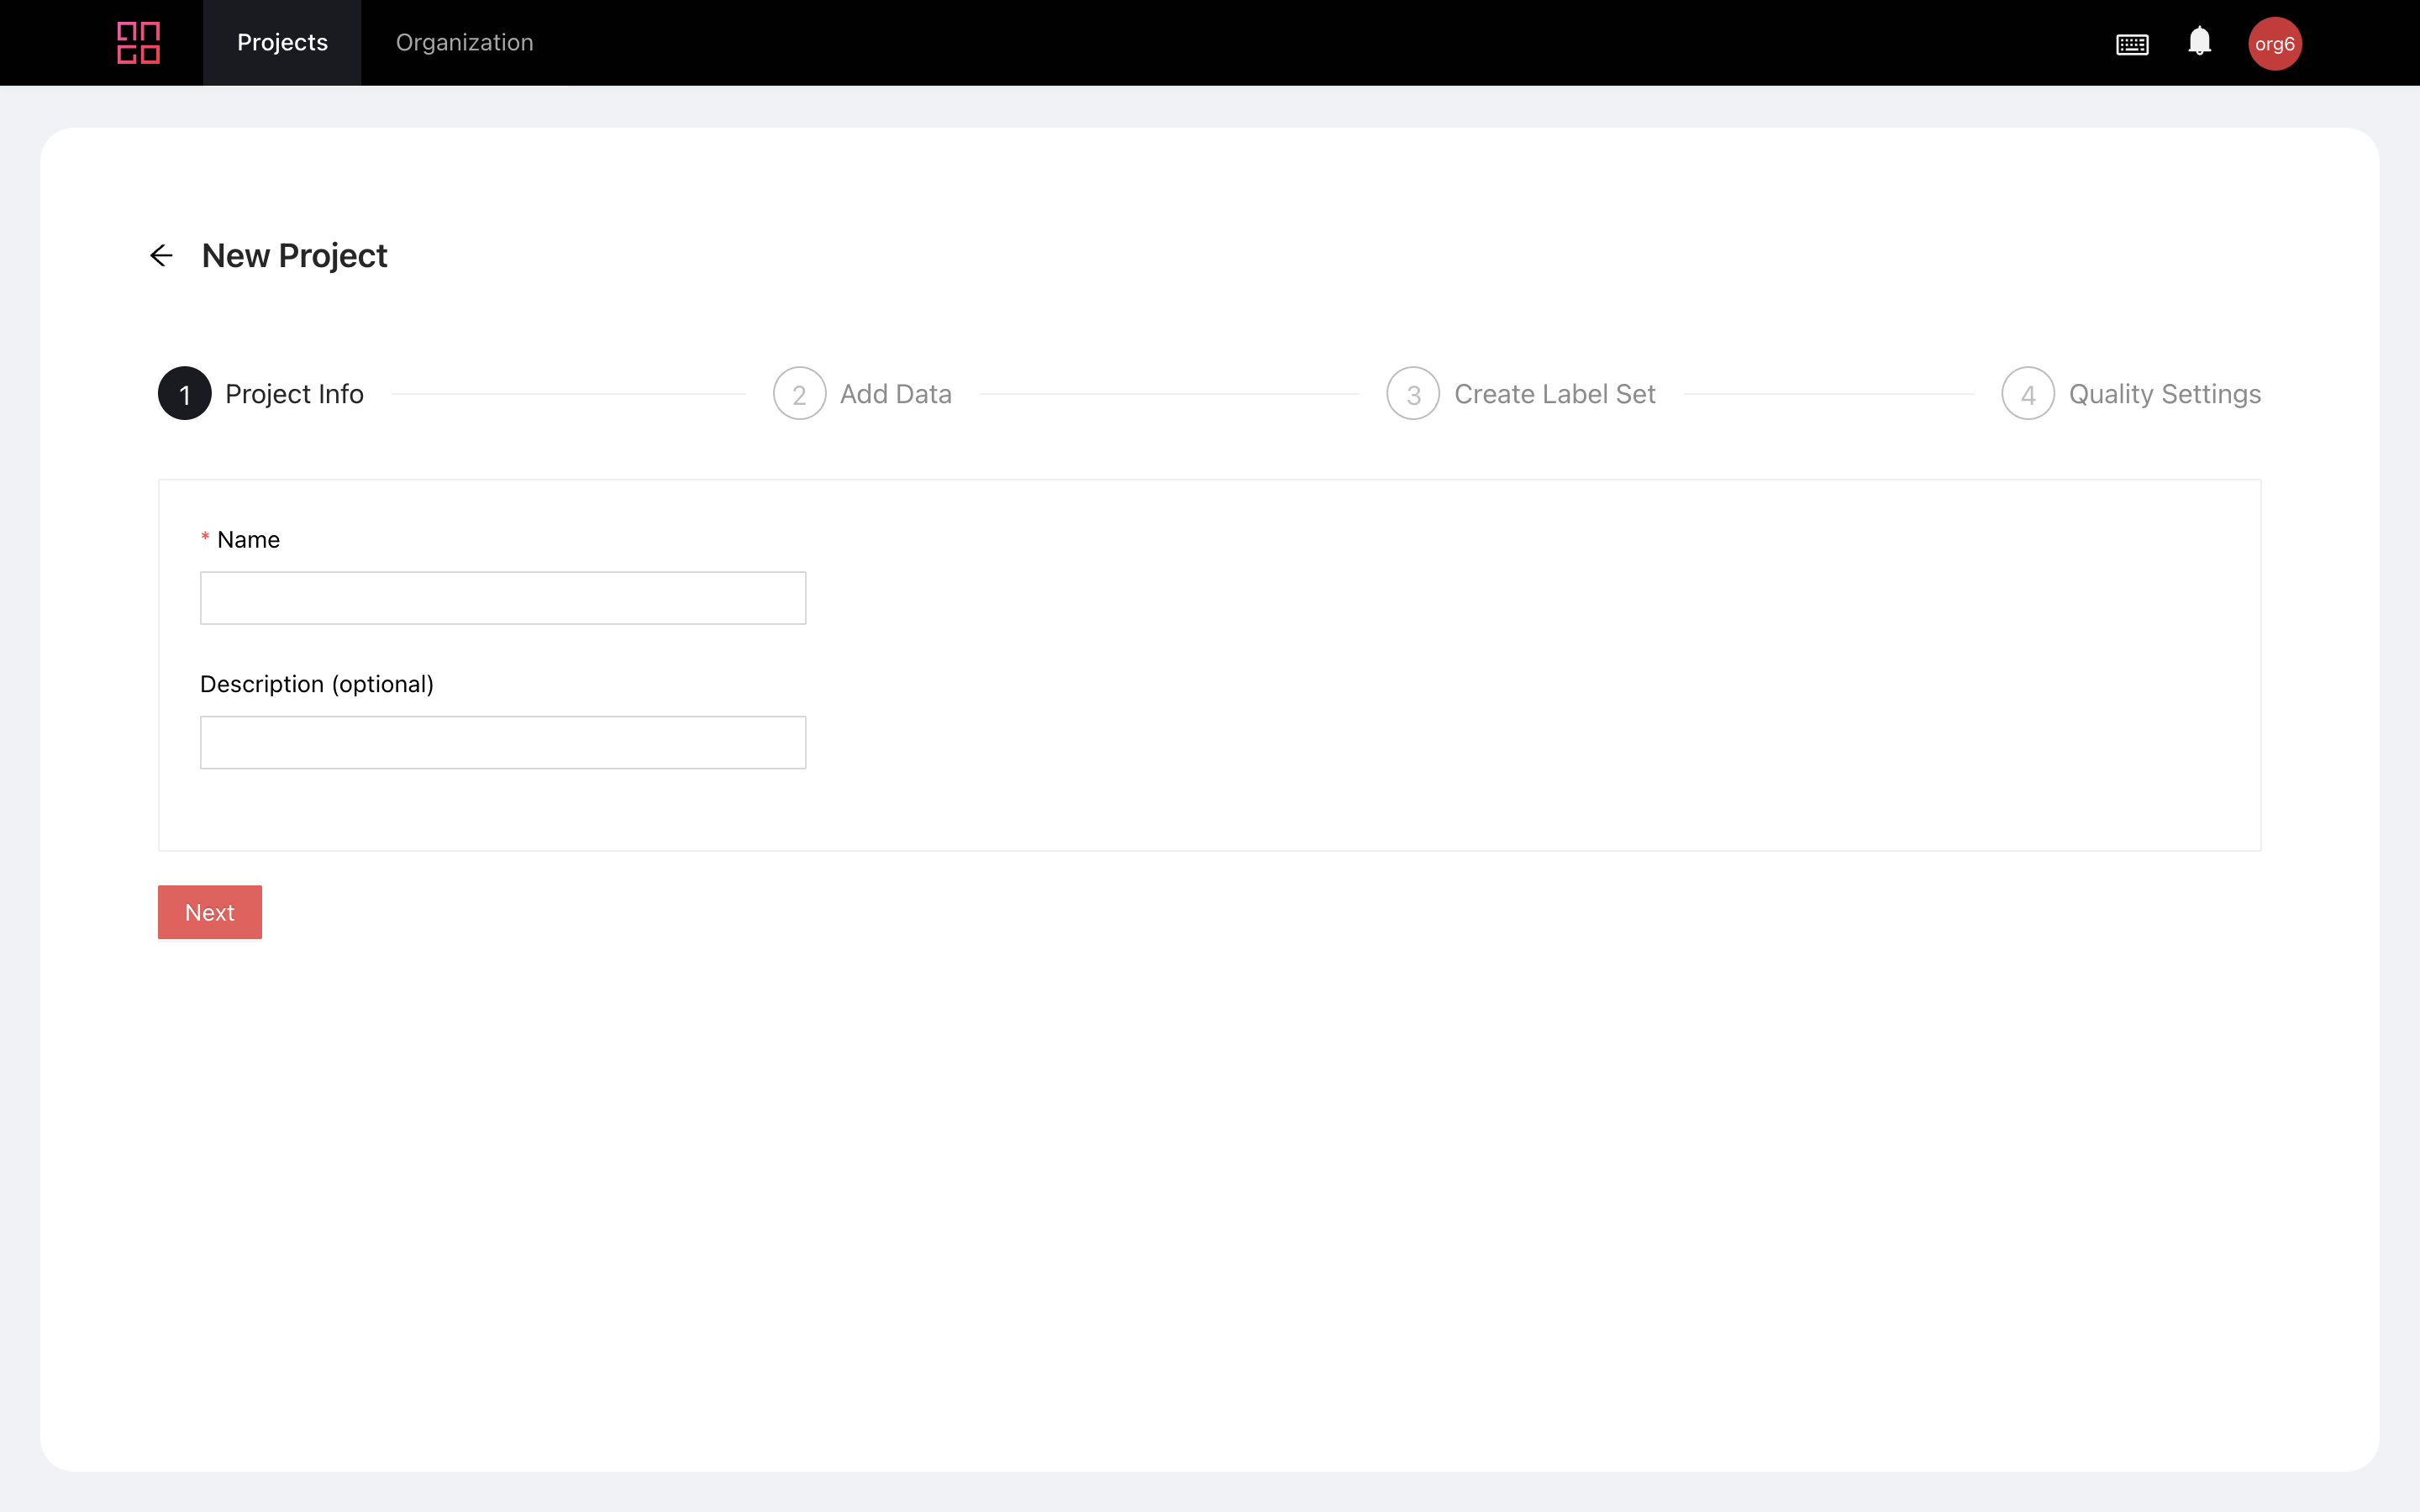 Projects Organization org6
New Project
1 Project Info 2 Add Data 3 Create Label Set 4 Quality Settings
* Name
Description (optional)
Next